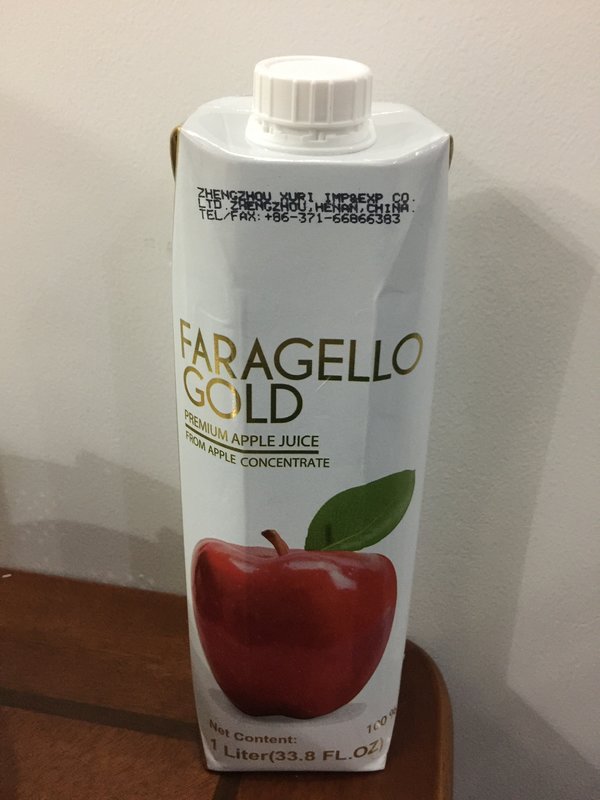 ZHENGZHOU XURI IMP&EXP CO.
LTD.ZHENGZHOU,HENAN,CHINA.
TEL/FAX:+86-371-66866383
FARAGELLO
GOLD
PREMIUM APPLE JUICE
FROM APPLE CONCENTRATE
100%
Net Content:
1 Liter(33.8 FL.OZ)